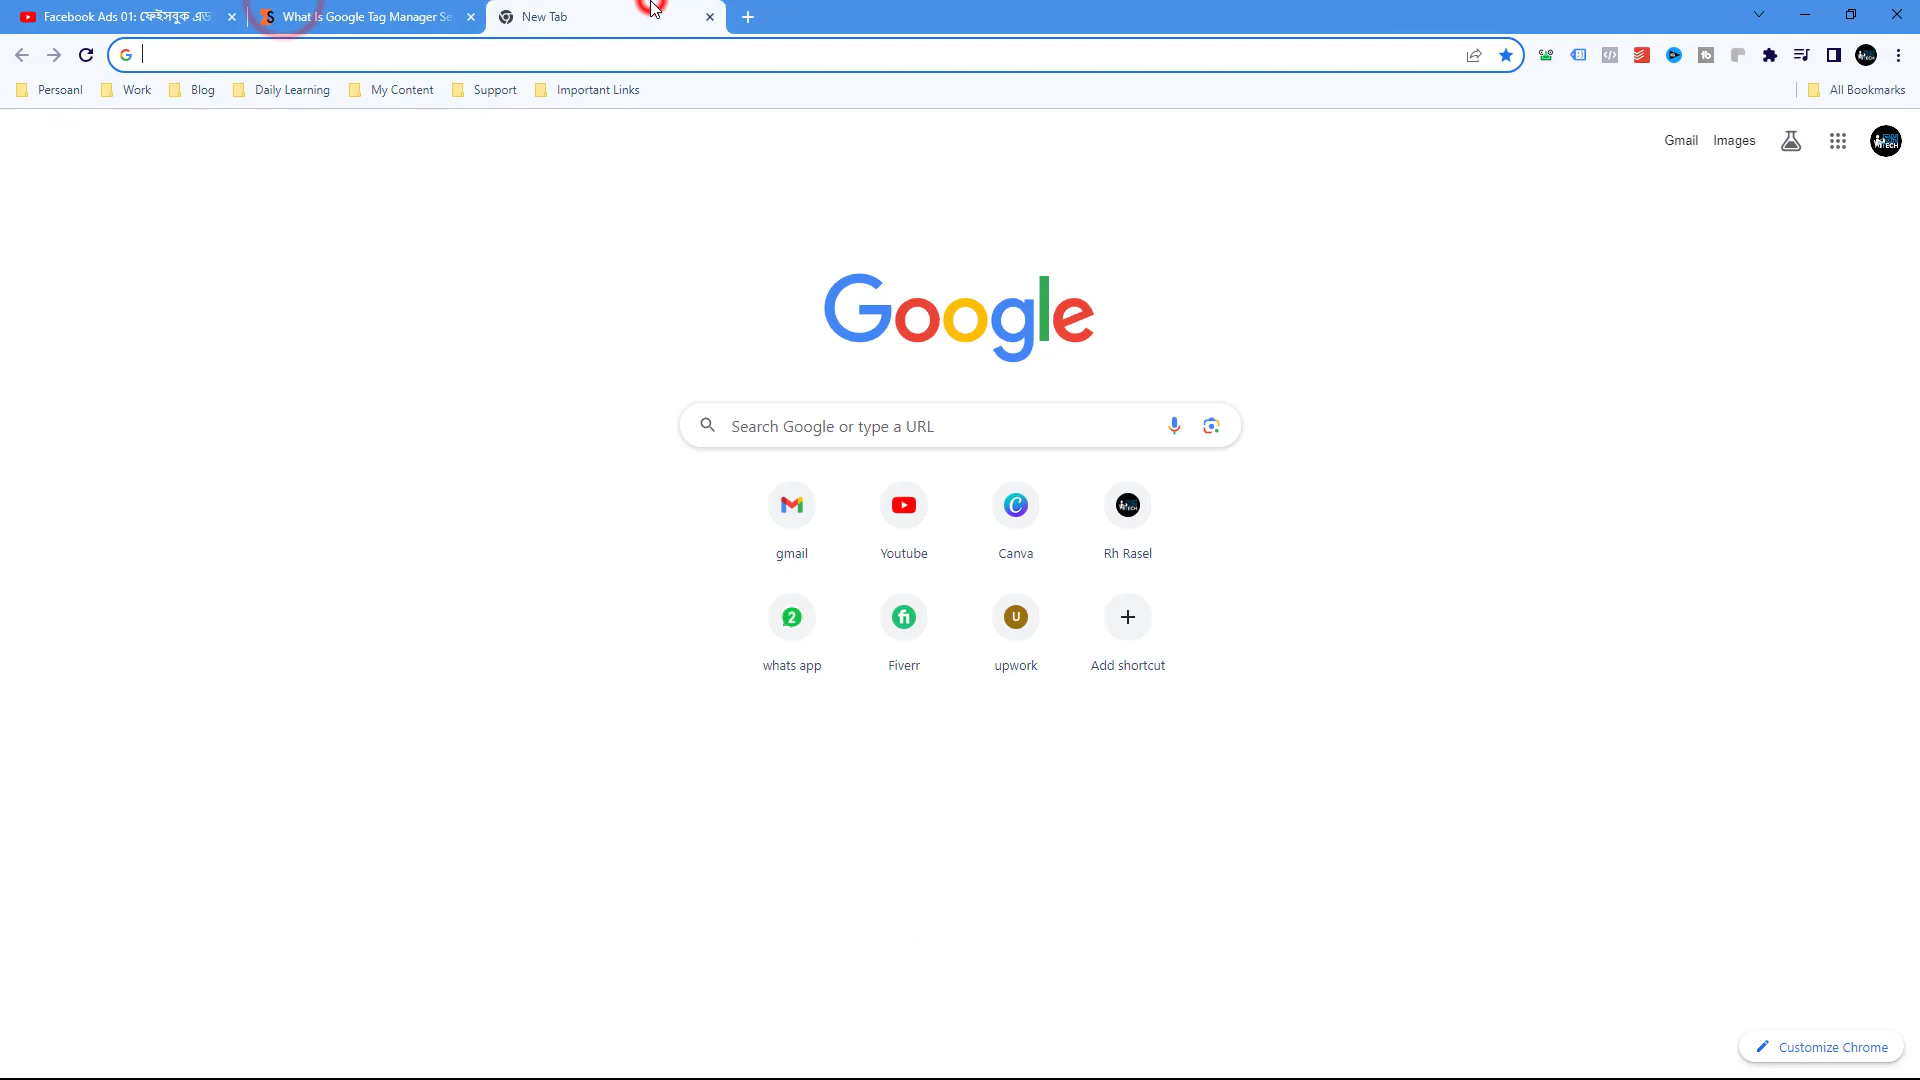 Facebook Ads 01: ফেইসবুক এড
What Is Google Tag Manager Se
New Tab
Persoanl
Work
Blog
Daily Learning
My Content
Support
Important Links
All Bookmarks
Gmail
Images
Google
Search Google or type a URL
gmail
Youtube
Canva
Rh Rasel
whats app
Fiverr
upwork
Add shortcut
Customize Chrome